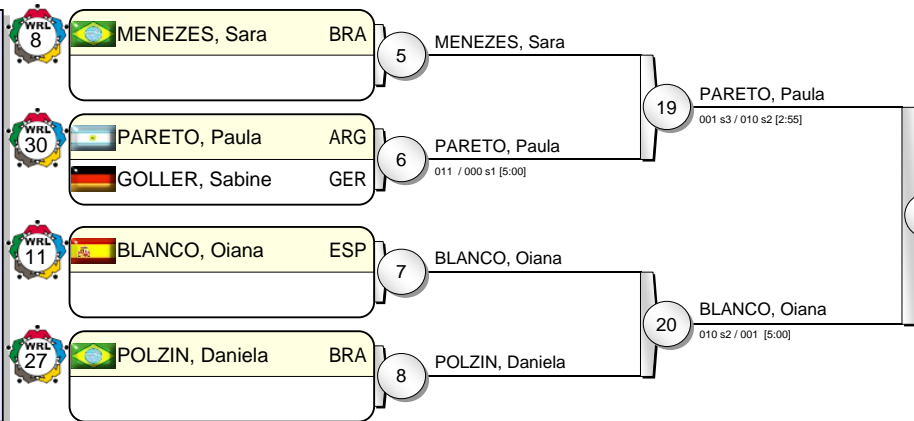 WRL
8
MENEZES, Sara BRA
5
MENEZES, Sara
WRL
30
PARETO, Paula ARG
GOLLER, Sabine GER
6
PARETO, Paula
011 / 000 s1 [5:00]
19
PARETO, Paula
001 s3 / 010 s2 [2:55]
WRL
11
BLANCO, Oiana ESP
7
BLANCO, Oiana
WRL
27
POLZIN, Daniela BRA
8
POLZIN, Daniela
20
BLANCO, Oiana
010 s2 / 001 [5:00]